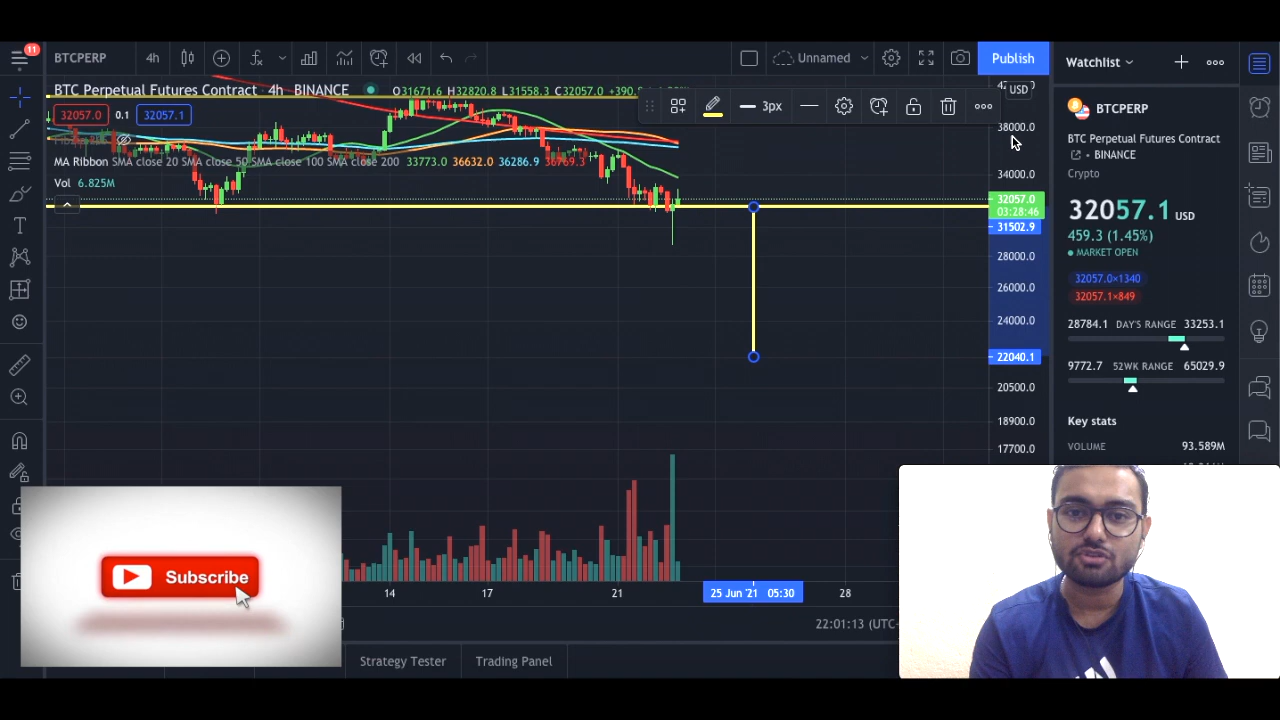 11
BTCPERP
4h
Unnamed
Publish
Watchlist
BTC Perpetual Futures Contract · 4h · BINANCE
O31671.6 H32820.8 L31558.3 C32057.0
USD
32057.0
0.1
32057.1
3px
MA Ribbon SMA close 20 SMA close 50 SMA close 100 SMA close 200 33773.0 36632.0 36286.9
Vol 6.825M
38000.0
34000.0
32057.0
03:28:46
31502.9
28000.0
26000.0
24000.0
22040.1
20500.0
18900.0
17700.0
BTCPERP
BTC Perpetual Futures Contract
• BINANCE
Crypto
32057.1 USD
459.3 (1.45%)
MARKET OPEN
32057.0×1340
32057.1×849
28784.1 DAY'S RANGE 33253.1
9772.7 52WK RANGE 65029.9
Key stats
VOLUME 93.589M
Subscribe
14
17
21
25 Jun '21 05:30
28
22:01:13 (UTC
Strategy Tester
Trading Panel